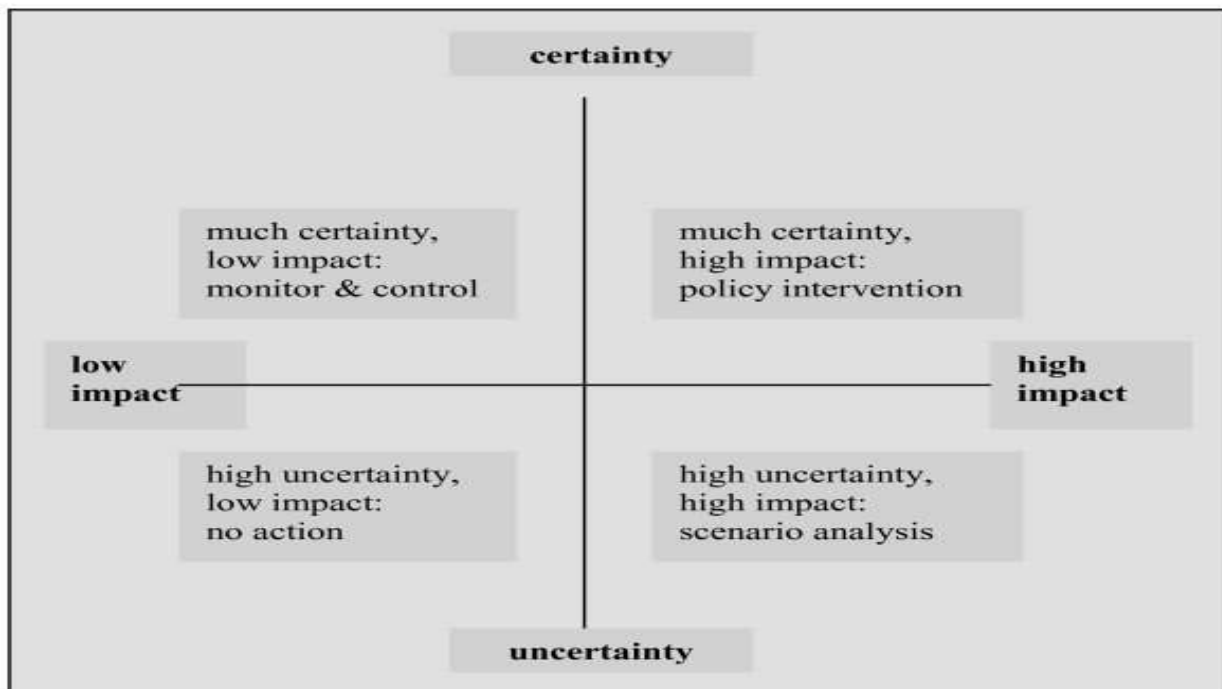 certainty
much certainty,
low impact:
monitor & control
much certainty,
high impact:
policy intervention
low
impact
high
impact
high uncertainty,
low impact:
no action
high uncertainty,
high impact:
scenario analysis
uncertainty